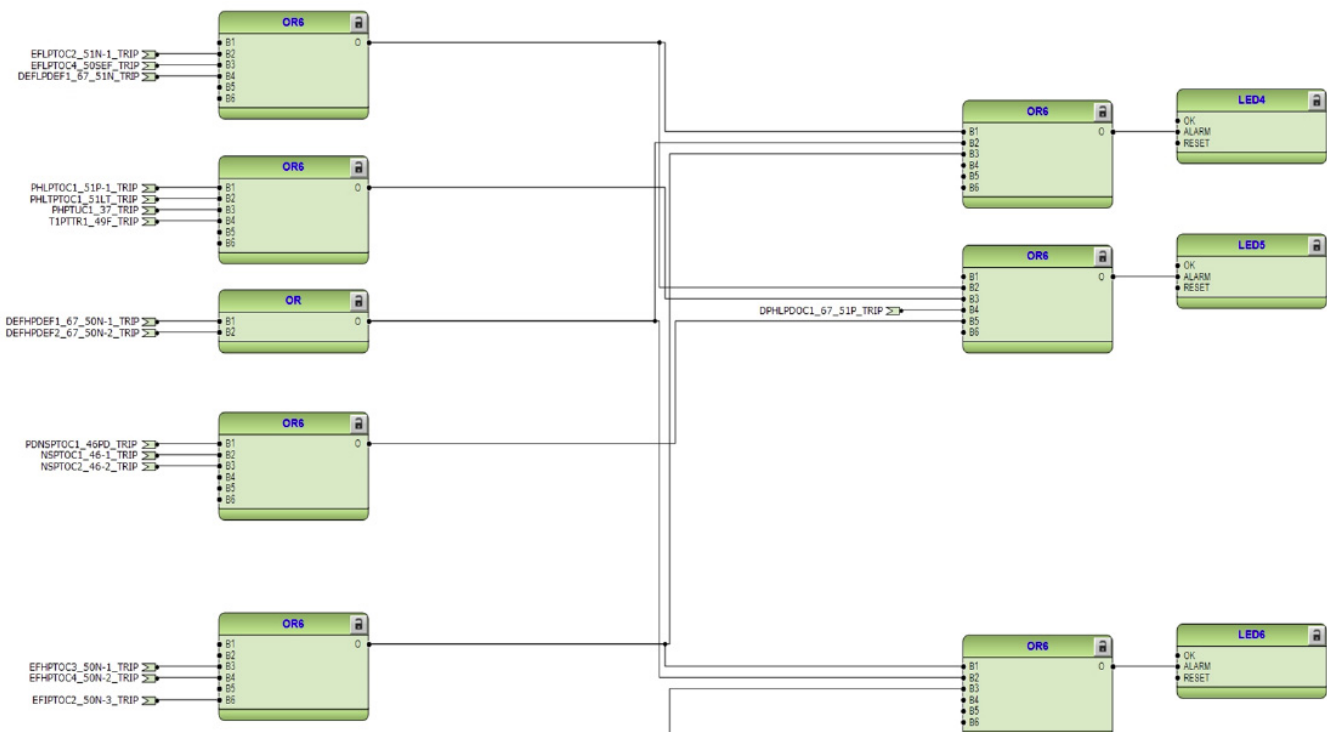 OR6
B1
O
EFLPTOC2_51N-1_TRIP
B2
EFLPTOC4_50SEF_TRIP
B3
DEFLPDEF1_67_51N_TRIP
B4
B5
B6
OR6
PHLPTOC1_51P-1_TRIP
B1
O
PHLTPTOC1_51LT_TRIP
B2
PHPTUC1_37_TRIP
B3
T1PTTR1_49F_TRIP
B4
B5
B6
OR
DEFHPDEF1_67_50N-1_TRIP
B1
O
DEFHPDEF2_67_50N-2_TRIP
B2
OR6
PDNSPTOC1_46PD_TRIP
B1
O
NSPTOC1_46-1_TRIP
B2
NSPTOC2_46-2_TRIP
B3
B4
B5
B6
OR6
B1
O
B2
EFHPTOC3_50N-1_TRIP
B3
EFHPTOC4_50N-2_TRIP
B4
B5
EFIPTOC2_50N-3_TRIP
B6
OR6
B1
O
B2
B3
B4
B5
B6
LED4
OK
ALARM
RESET
OR6
B1
O
B2
B3
DPHLPDOC1_67_51P_TRIP
B4
B5
B6
LED5
OK
ALARM
RESET
OR6
B1
O
B2
B3
B4
B5
B6
LED6
OK
ALARM
RESET